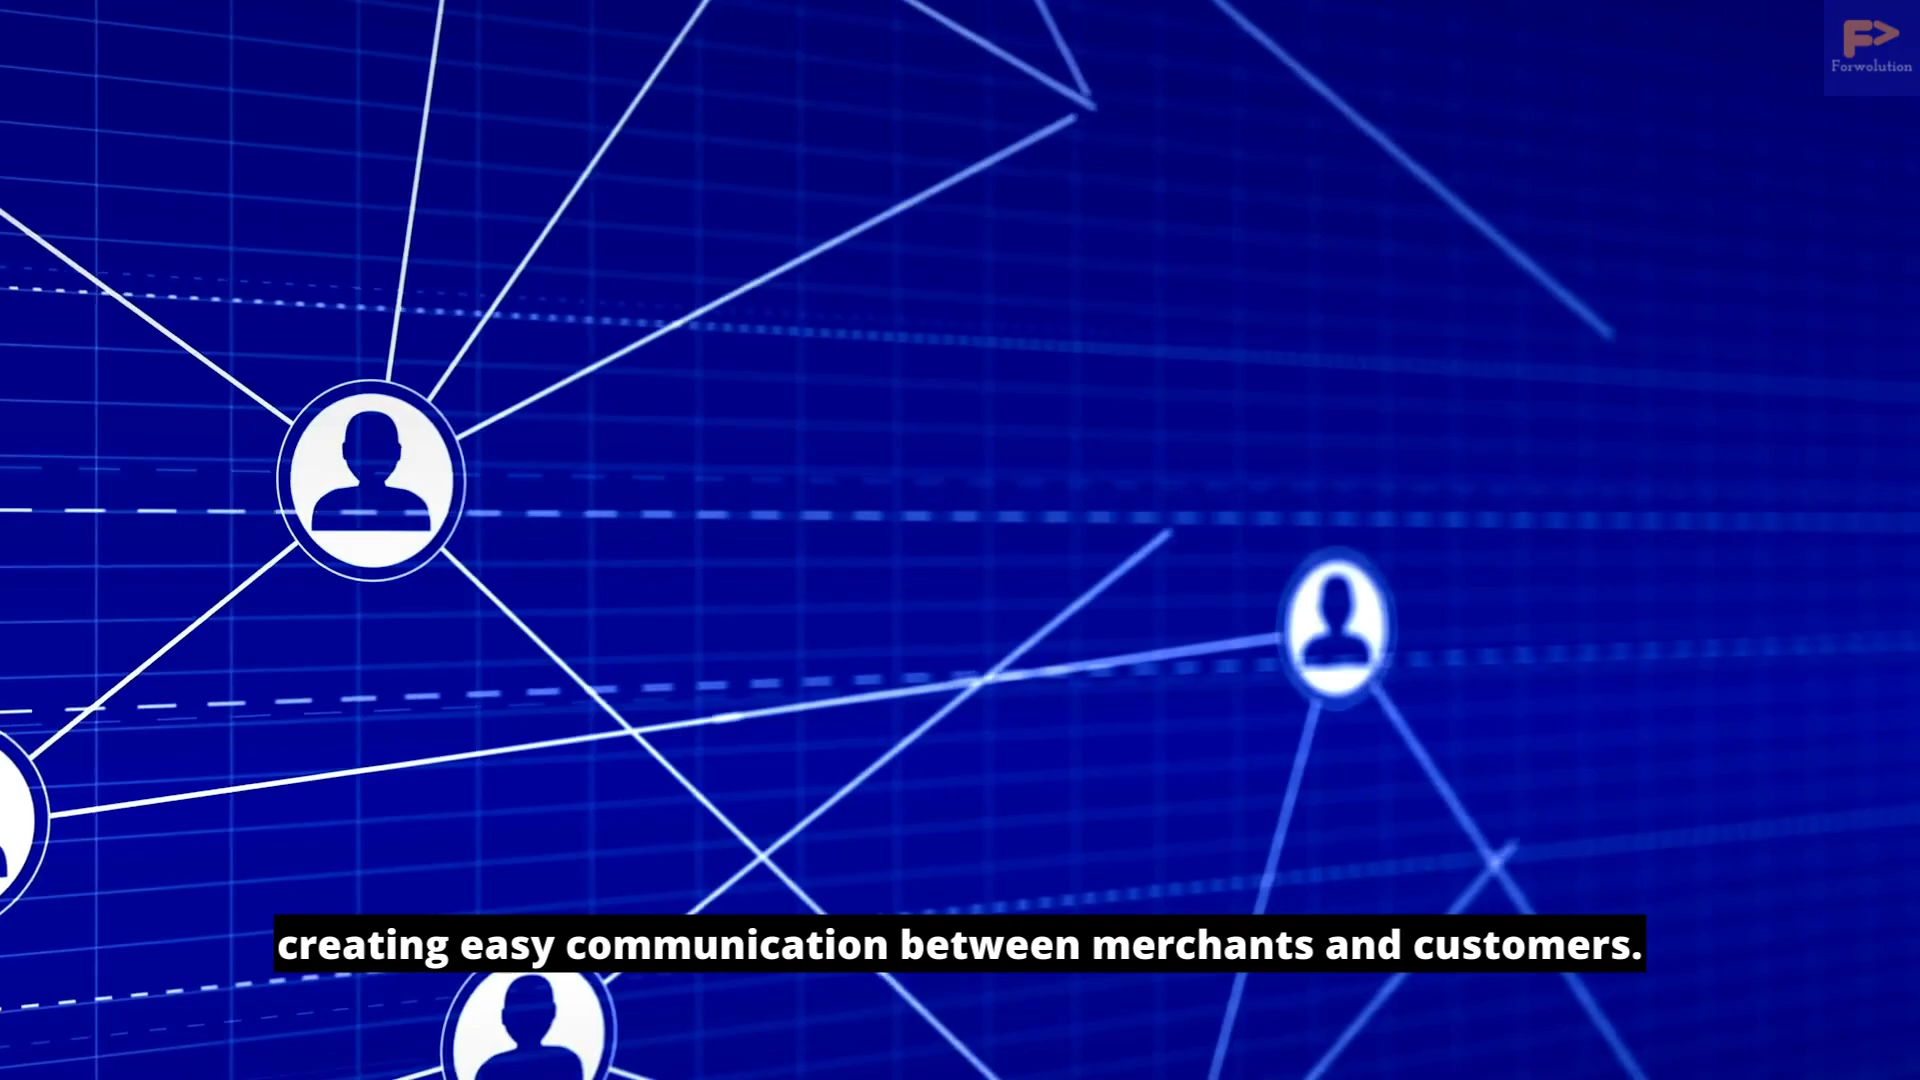 F>
Forwolution
creating easy communication between merchants and customers.